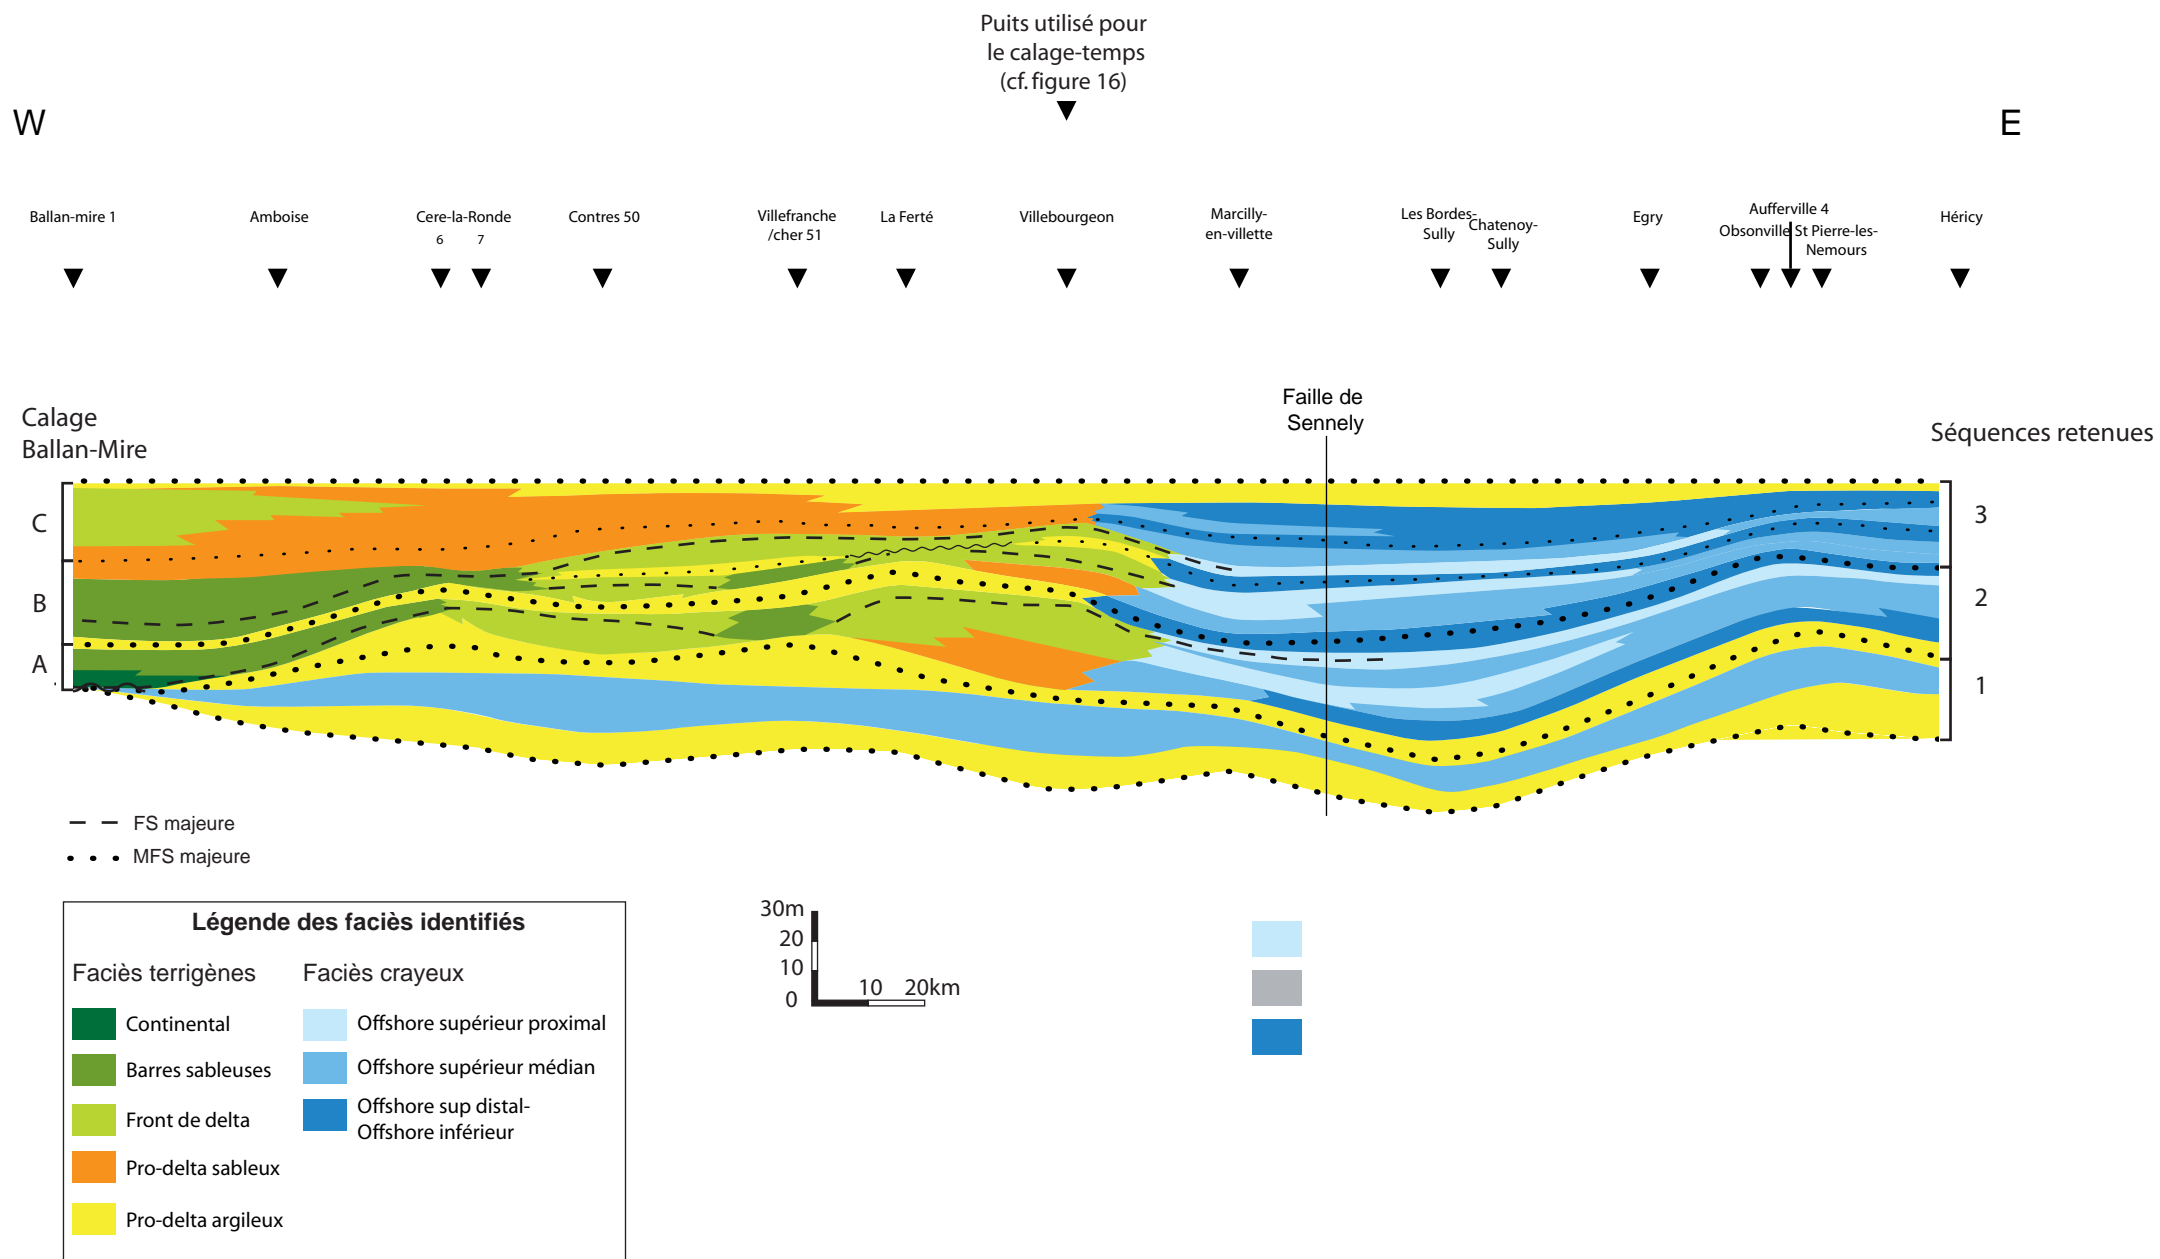 Puits utilisé pour
le calage-temps
(cf. figure 16)
W
E
Ballan-mire 1
Amboise
Cere-la-Ronde
6 7
Contres 50
Villefranche
/cher 51
La Ferté
Villebourgeon
Marcilly-
en-villette
Les Bordes-
Sully
Chatenoy-
Sully
Egry
Aufferville 4
Obsonville
St Pierre-les-
Nemours
Héricy
Calage
Ballan-Mire
Faille de
Sennely
Séquences retenues
C
B
A
3
2
1
FS majeure
MFS majeure
Légende des faciès identifiés
Faciès terrigènes
Continental
Barres sableuses
Front de delta
Pro-delta sableux
Pro-delta argileux
Faciès crayeux
Offshore supérieur proximal
Offshore supérieur médian
Offshore sup distal-
Offshore inférieur
30m
20
10
0
10 20km